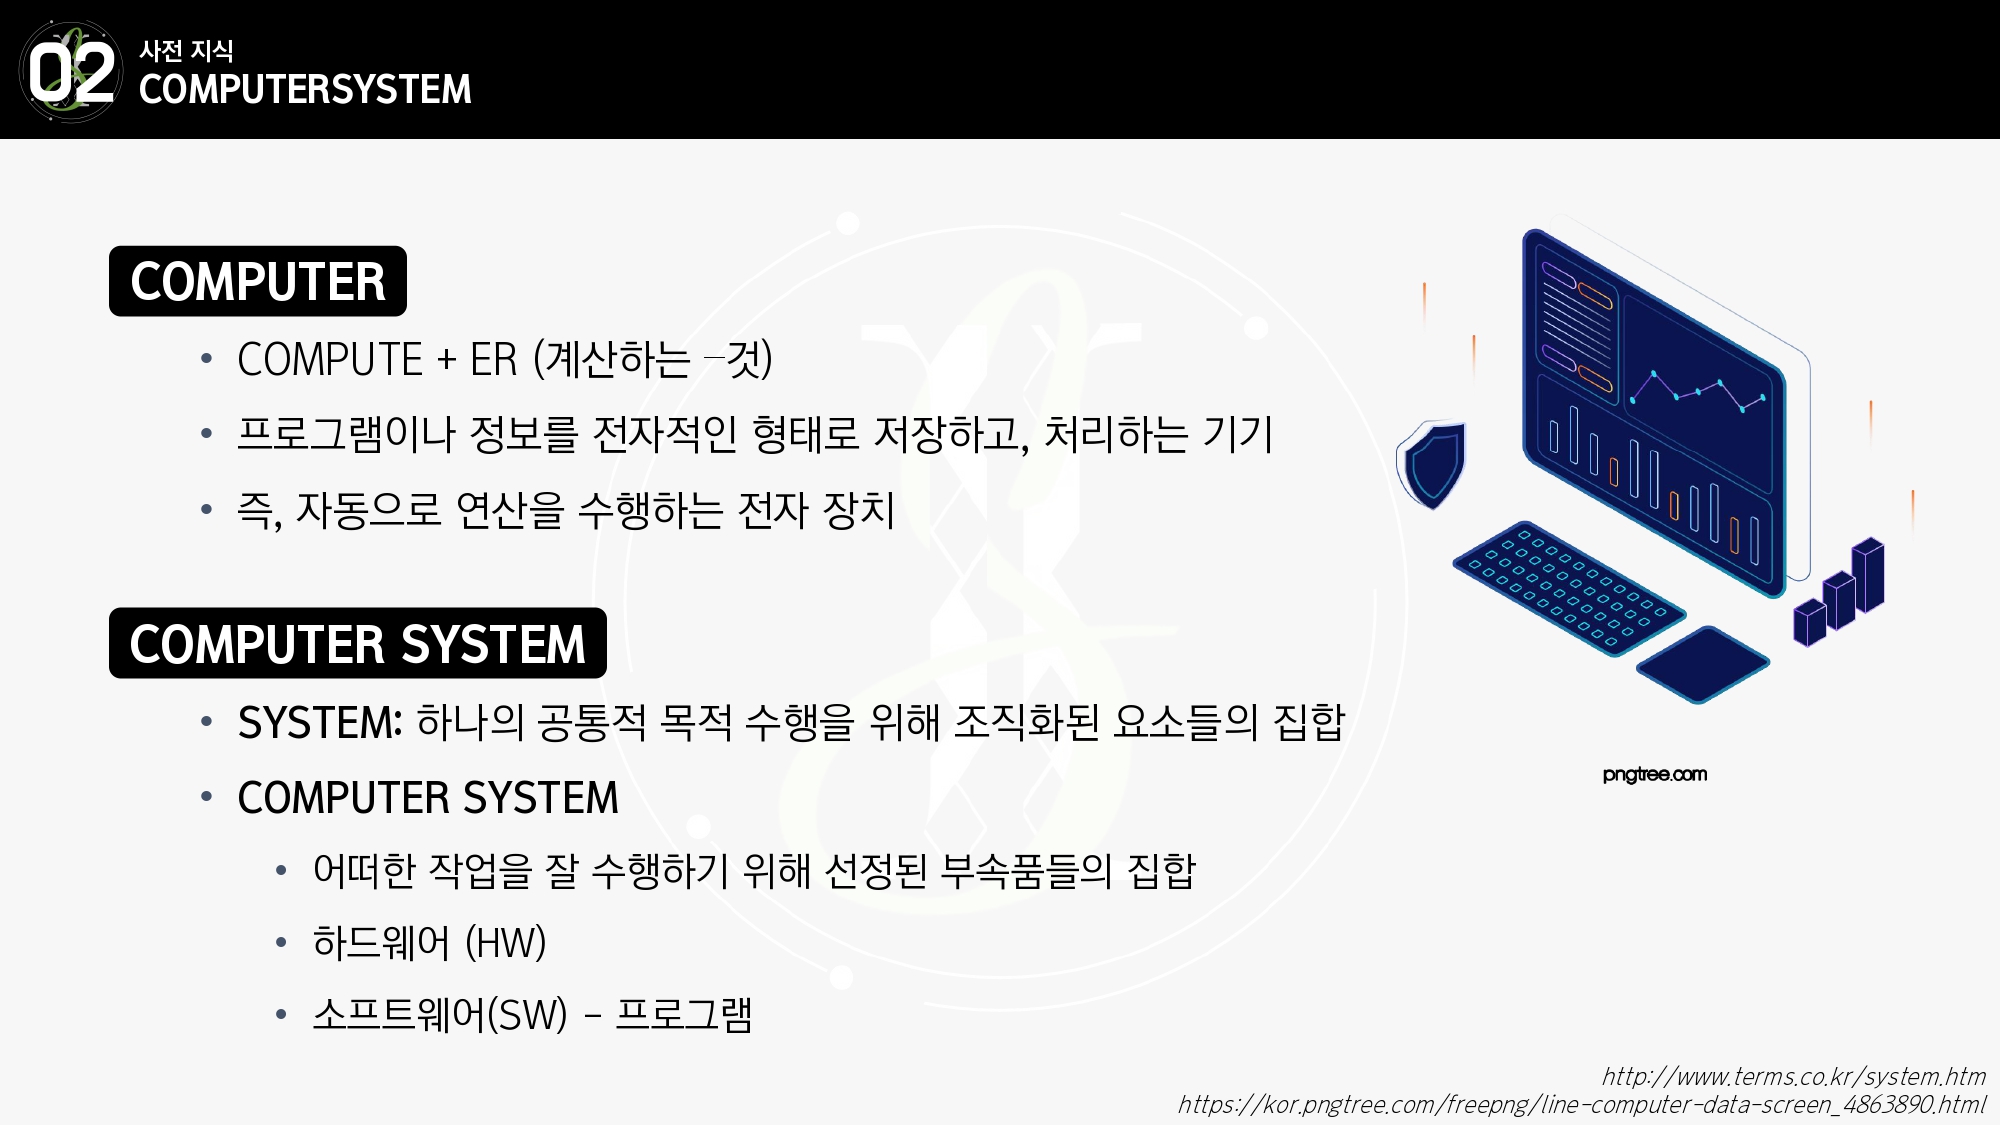 02
사전 지식
COMPUTERSYSTEM
COMPUTER
• COMPUTE + ER (계산하는 –것)
• 프로그램이나 정보를 전자적인 형태로 저장하고, 처리하는 기기
• 즉, 자동으로 연산을 수행하는 전자 장치
COMPUTER SYSTEM
• SYSTEM: 하나의 공통적 목적 수행을 위해 조직화된 요소들의 집합
• COMPUTER SYSTEM
• 어떠한 작업을 잘 수행하기 위해 선정된 부속품들의 집합
• 하드웨어 (HW)
• 소프트웨어(SW) - 프로그램
pngtree.com
http://www.terms.co.kr/system.htm
https://kor.pngtree.com/freepng/line-computer-data-screen_4863890.html